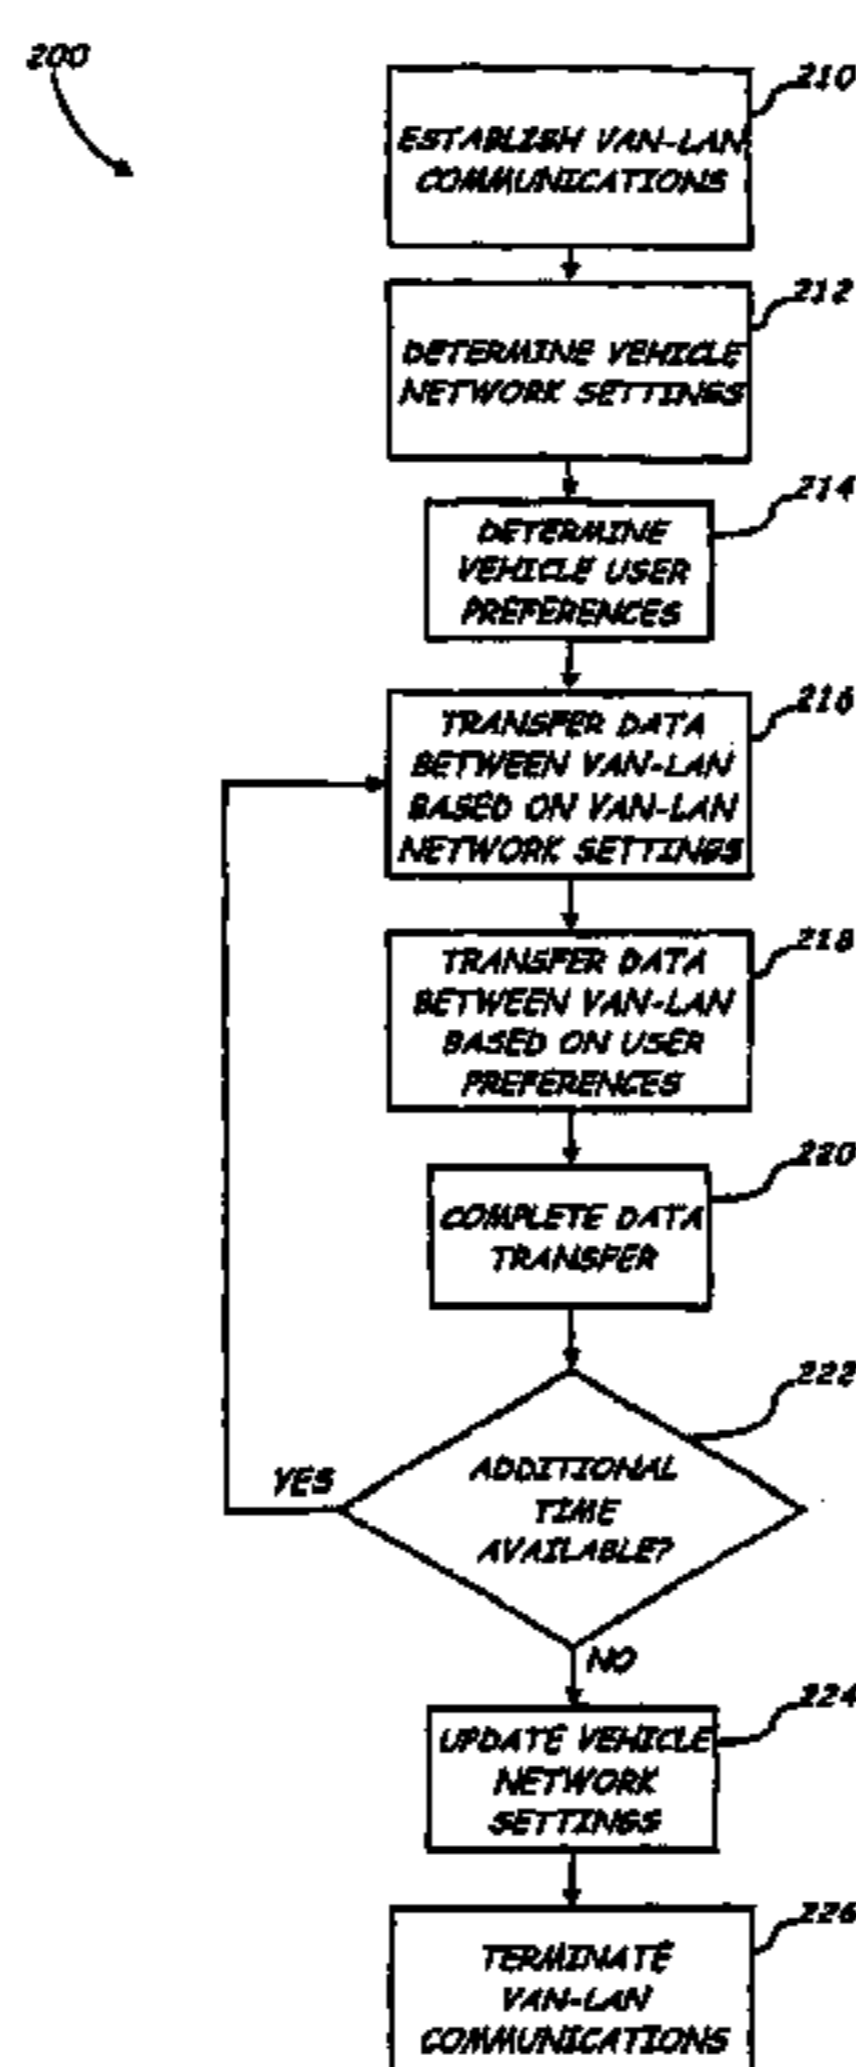 200
210
ESTABLISH VAN-LAN
COMMUNICATIONS
212
DETERMINE VEHICLE
NETWORK SETTINGS
214
DETERMINE
VEHICLE USER
PREFERENCES
216
TRANSFER DATA
BETWEEN VAN-LAN
BASED ON VAN-LAN
NETWORK SETTINGS
218
TRANSFER DATA
BETWEEN VAN-LAN
BASED ON USER
PREFERENCES
220
COMPLETE DATA
TRANSFER
222
ADDITIONAL
TIME
AVAILABLE?
YES
NO
224
UPDATE VEHICLE
NETWORK
SETTINGS
226
TERMINATE
VAN-LAN
COMMUNICATIONS